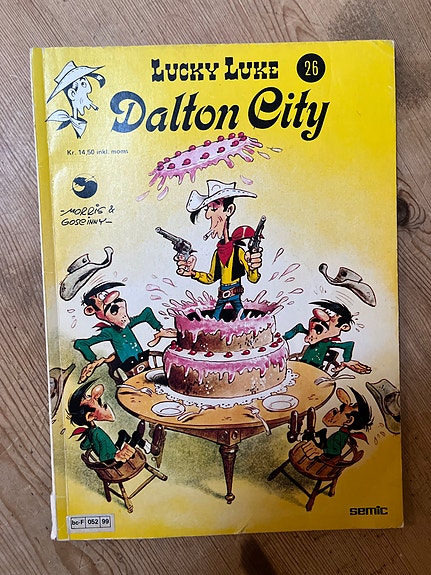 LUCKY LUKE 26
Dalton City
Kr. 14,50 inkl. moms
-MORRIS &
GOSCINNY-
semic
bc-F 052 99